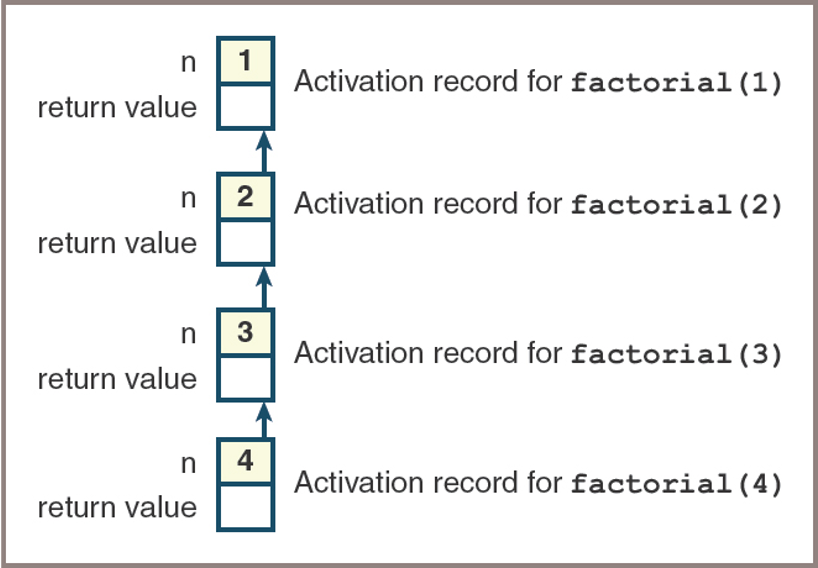 n 1 Activation record for factorial(1)
return value
n 2 Activation record for factorial(2)
return value
n 3 Activation record for factorial(3)
return value
n 4 Activation record for factorial(4)
return value